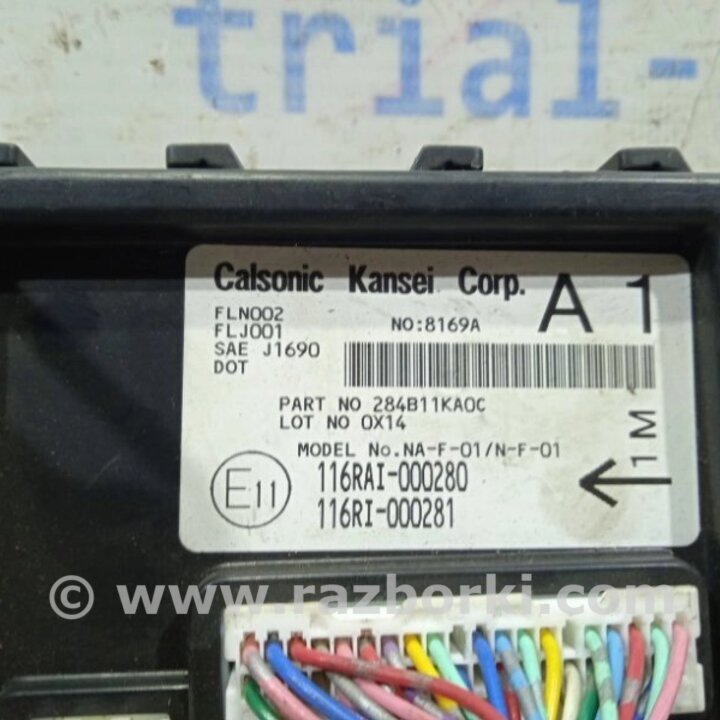 trial-
Calsonic Kansei Corp.
A 1
FLN002
FLJ001
NO:8169A
SAE J1690
DOT
PART NO 284B11KA0C
LOT NO 0X14
MODEL No.NA-F-01/N-F-01
1M
E11
116RAI-000280
116RI-000281
© www.razborki.com